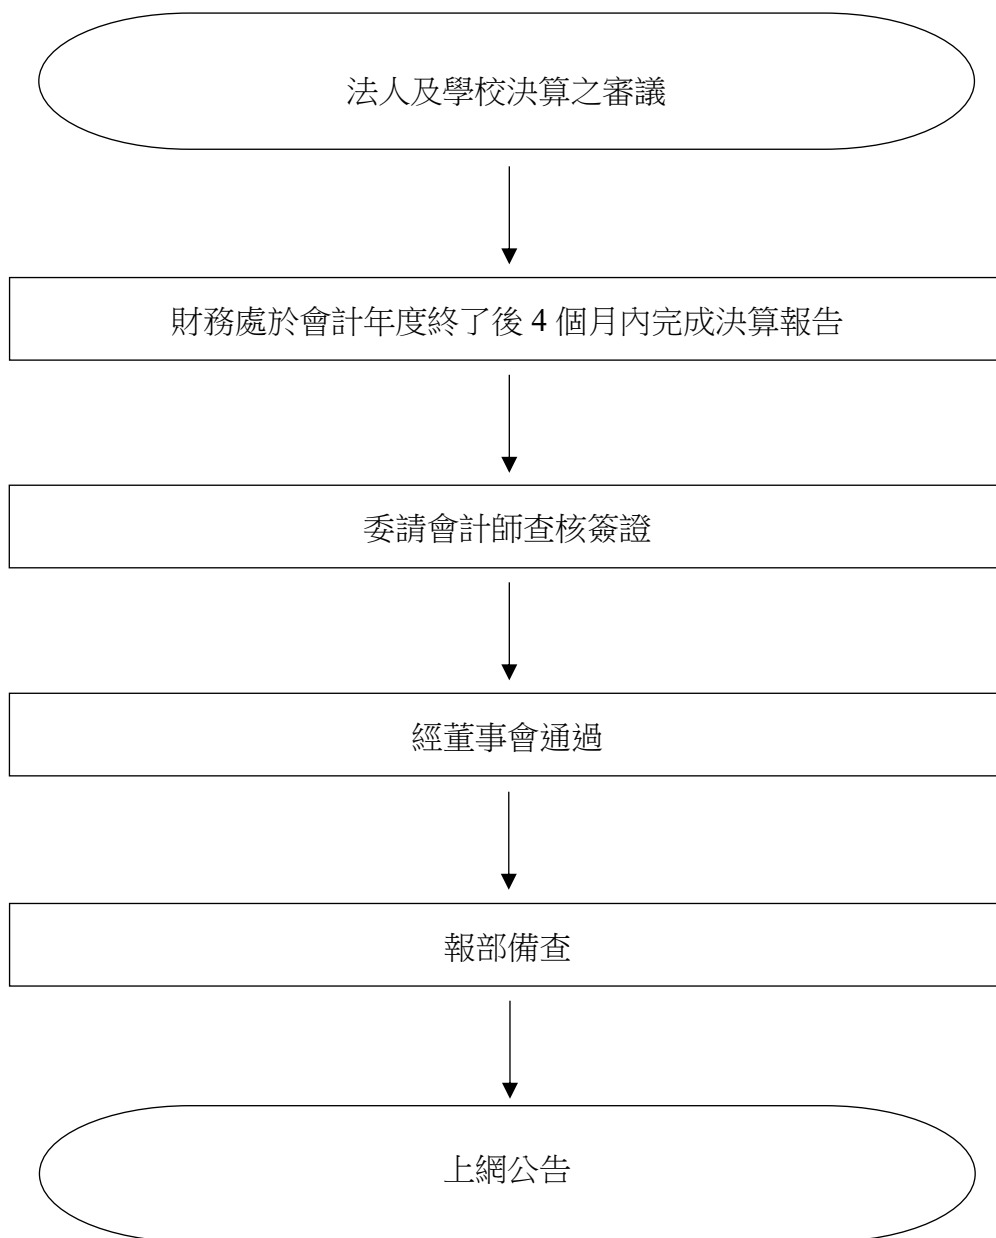 法人及學校決算之審議
財務處於會計年度終了後 4 個月內完成決算報告
委請會計師查核簽證
經董事會通過
報部備查
上網公告